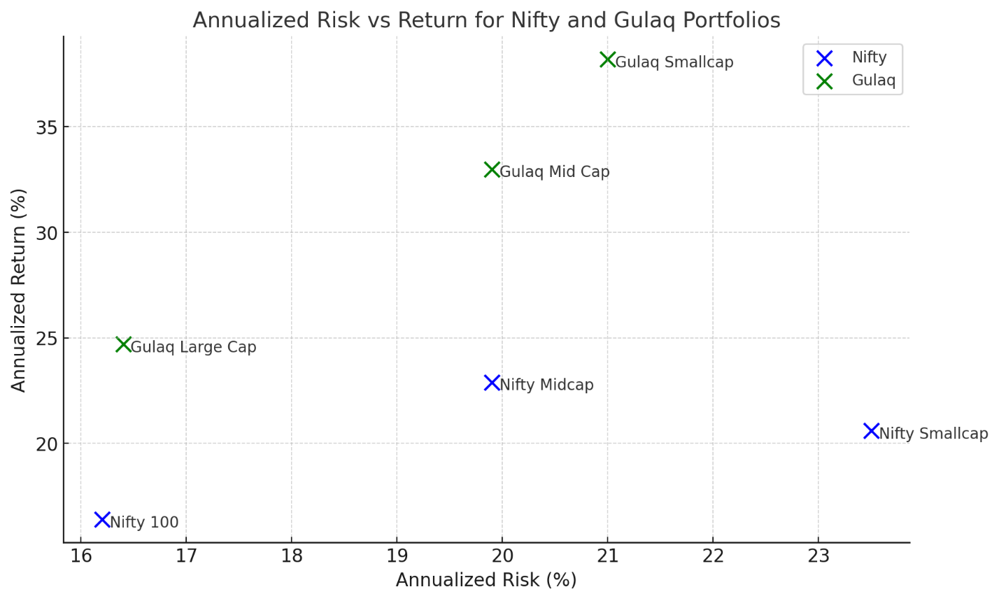 Annualized Risk vs Return for Nifty and Gulaq Portfolios
Nifty
Gulaq
Gulaq Smallcap
Gulaq Mid Cap
Gulaq Large Cap
Nifty Midcap
Nifty Smallcap
Nifty 100
Annualized Return (%)
35
30
25
20
16 17 18 19 20 21 22 23
Annualized Risk (%)